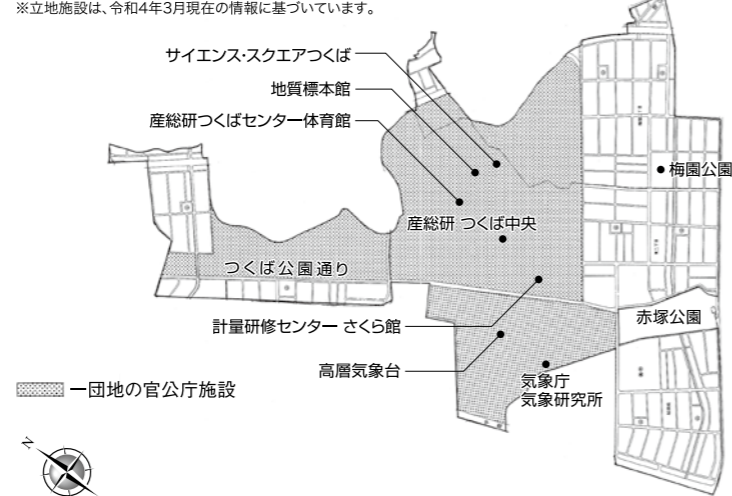 ※立地施設は、令和4年3月現在の情報に基づいています。
サイエンス・スクエアつくば
地質標本館
産総研つくばセンター体育館
梅園公園
産総研 つくば中央
つくば公園通り
計量研修センター さくら館
赤塚公園
高層気象台
気象庁
気象研究所
一団地の官公庁施設
N